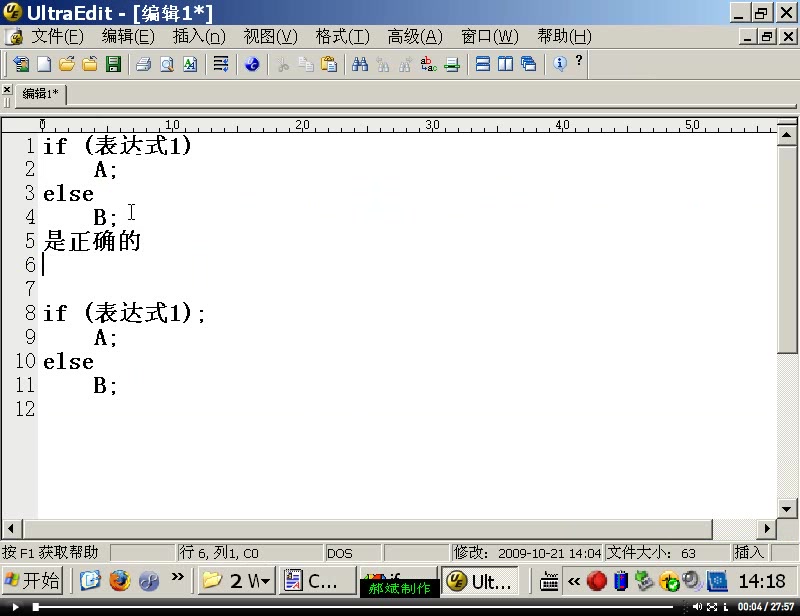 UltraEdit - [编辑1*]
文件(F) 编辑(E) 插入(n) 视图(V) 格式(T) 高级(A) 窗口(W) 帮助(H)
编辑1*
0 10 20 30 40 50
1 if (表达式1)
2 A;
3 else
4 B;
5 是正确的
6
7
8 if (表达式1);
9 A;
10 else
11 B;
12
按 F1 获取帮助 行 6, 列1, C0 DOS 修改: 2009-10-21 14:04 文件大小: 63 插入
开始 » 2 W C... Ult... « 14:18
郝斌制作
00:04 / 27:57